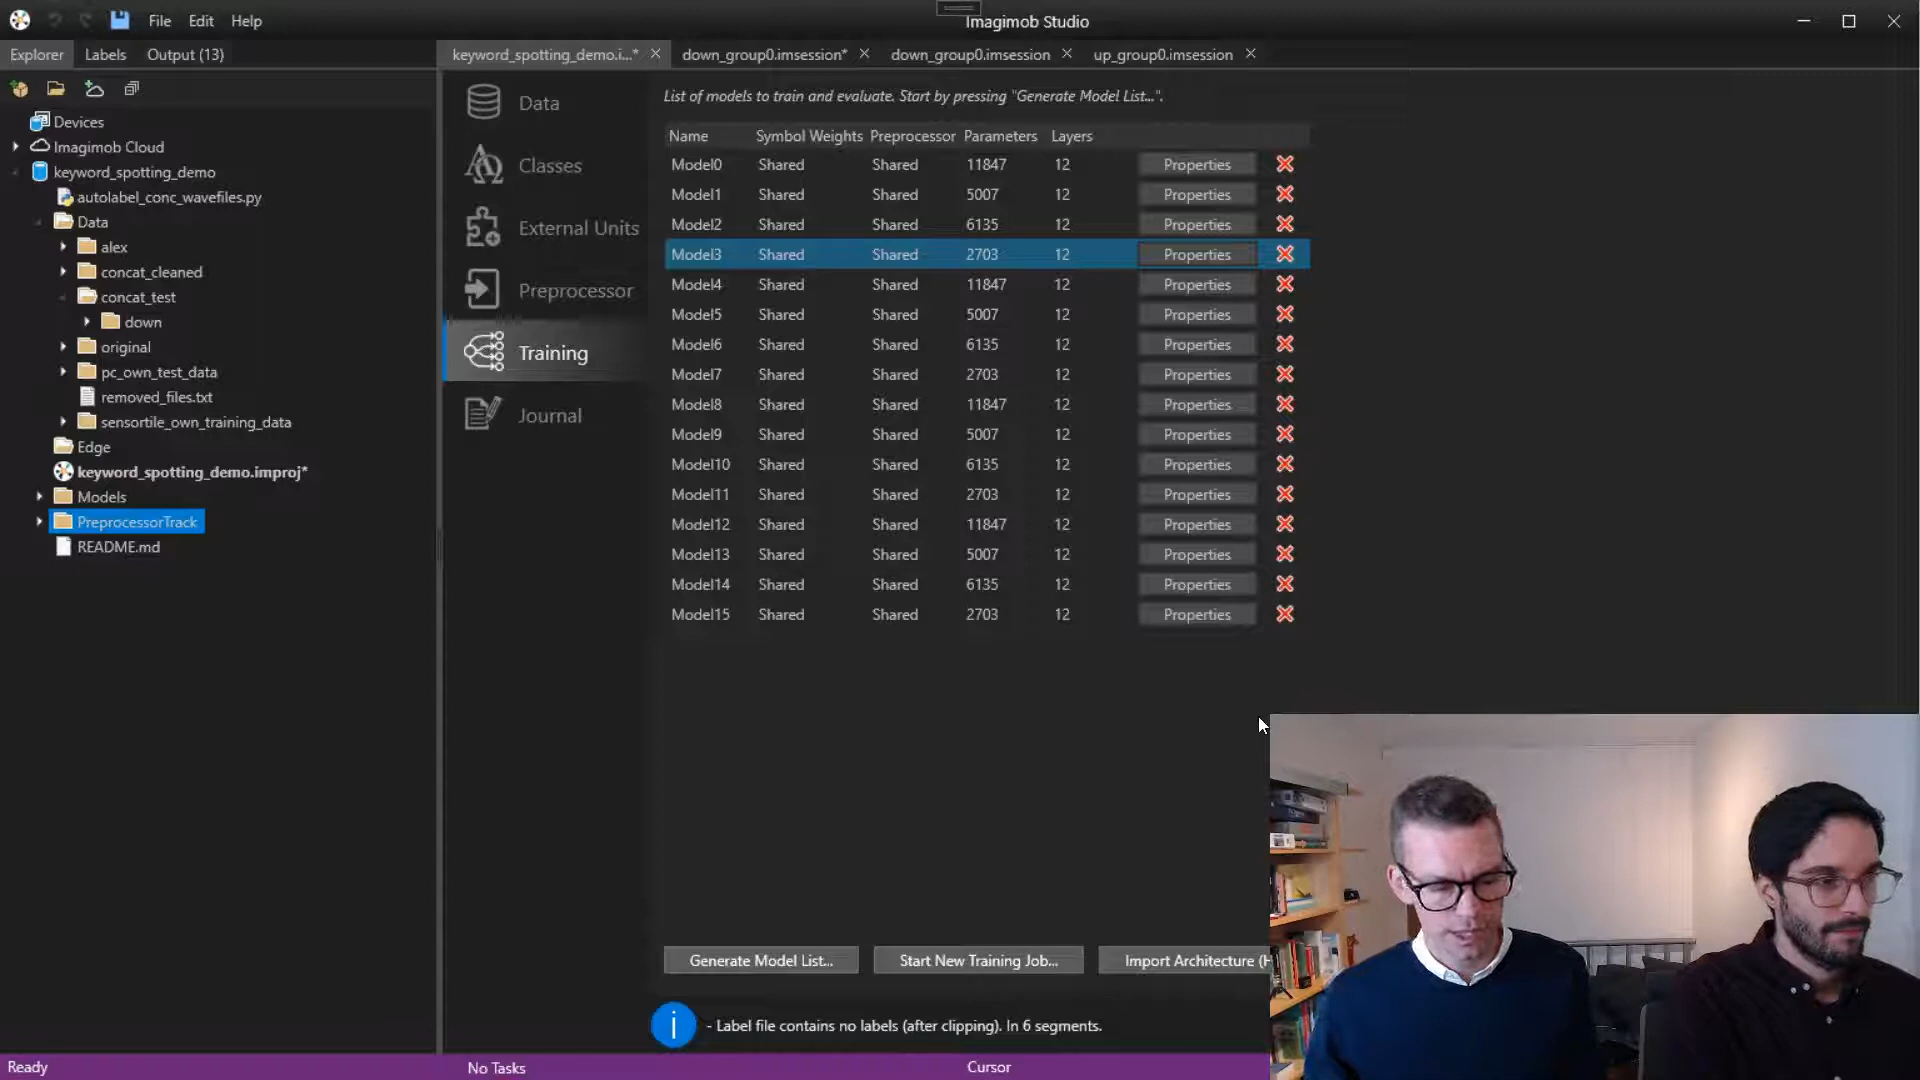 File Edit Help
Imagimob Studio
Explorer Labels Output (13)
keyword_spotting_demo.i...* down_group0.imsession* down_group0.imsession up_group0.imsession
Devices
Imagimob Cloud
keyword_spotting_demo
autolabel_conc_wavefiles.py
Data
alex
concat_cleaned
concat_test
down
original
pc_own_test_data
removed_files.txt
sensortile_own_training_data
Edge
keyword_spotting_demo.improj*
Models
PreprocessorTrack
README.md
Data
Classes
External Units
Preprocessor
Training
Journal
List of models to train and evaluate. Start by pressing "Generate Model List...".
Name Symbol Weights Preprocessor Parameters Layers
Model0 Shared Shared 11847 12 Properties
Model1 Shared Shared 5007 12 Properties
Model2 Shared Shared 6135 12 Properties
Model3 Shared Shared 2703 12 Properties
Model4 Shared Shared 11847 12 Properties
Model5 Shared Shared 5007 12 Properties
Model6 Shared Shared 6135 12 Properties
Model7 Shared Shared 2703 12 Properties
Model8 Shared Shared 11847 12 Properties
Model9 Shared Shared 5007 12 Properties
Model10 Shared Shared 6135 12 Properties
Model11 Shared Shared 2703 12 Properties
Model12 Shared Shared 11847 12 Properties
Model13 Shared Shared 5007 12 Properties
Model14 Shared Shared 6135 12 Properties
Model15 Shared Shared 2703 12 Properties
Generate Model List... Start New Training Job... Import Architecture (H
- Label file contains no labels (after clipping). In 6 segments.
Ready No Tasks Cursor